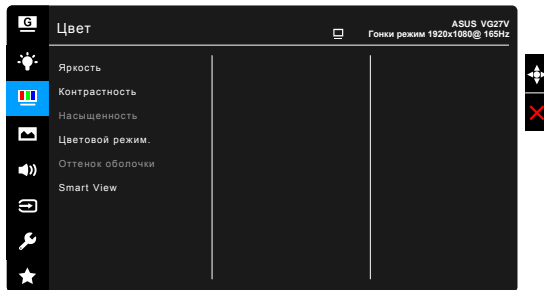 G
Цвет
ASUS VG27V
Гонки режим 1920x1080@ 165Hz
Яркость
Контрастность
Насыщенность
Цветовой режим.
Оттенок оболочки
Smart View